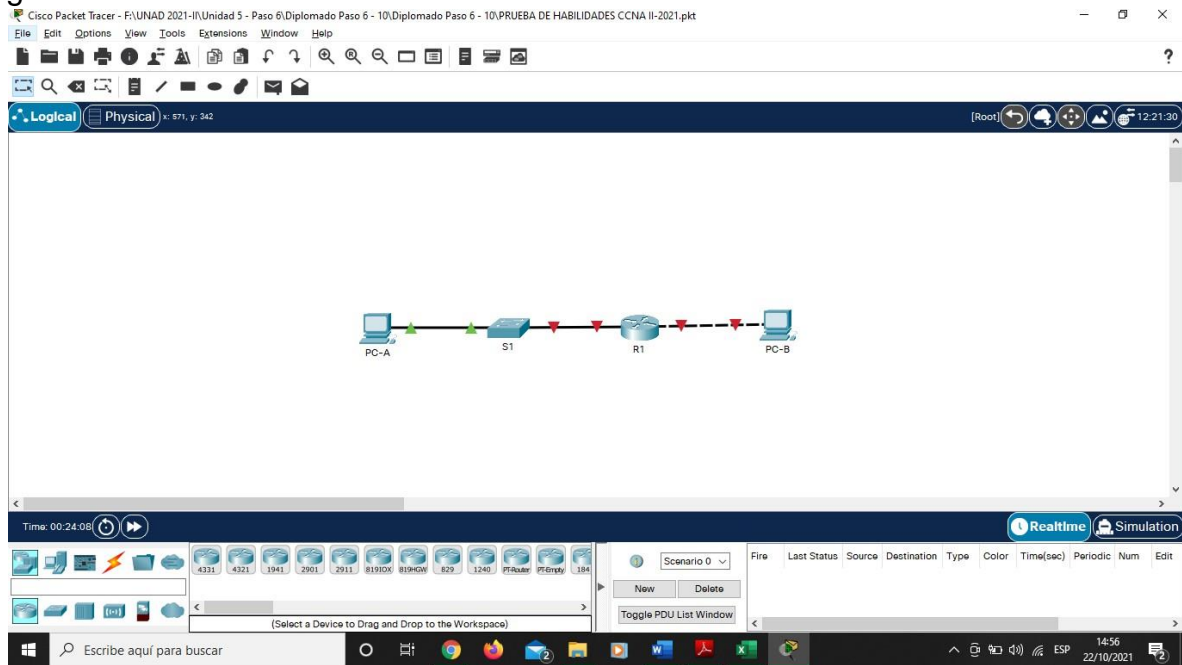 g
Cisco Packet Tracer - F:\UNAD 2021-II\Unidad 5 - Paso 6\Diplomado Paso 6 - 10\Diplomado Paso 6 - 10\PRUEBA DE HABILIDADES CCNA II-2021.pkt
File Edit Options View Tools Extensions Window Help
?
Logical Physical x: 571, y: 342 [Root] 12:21:30
PC-A S1 R1 PC-B
Time: 00:24:08 Realtime Simulation
4331 4321 1941 2901 2911 819IOX 819HGW 829 1240 PT-Router PT-Empty 184
Scenario 0 Fire Last Status Source Destination Type Color Time(sec) Periodic Num Edit
New Delete
Toggle PDU List Window
(Select a Device to Drag and Drop to the Workspace)
Escribe aquí para buscar 2 ESP 14:56
22/10/2021 2